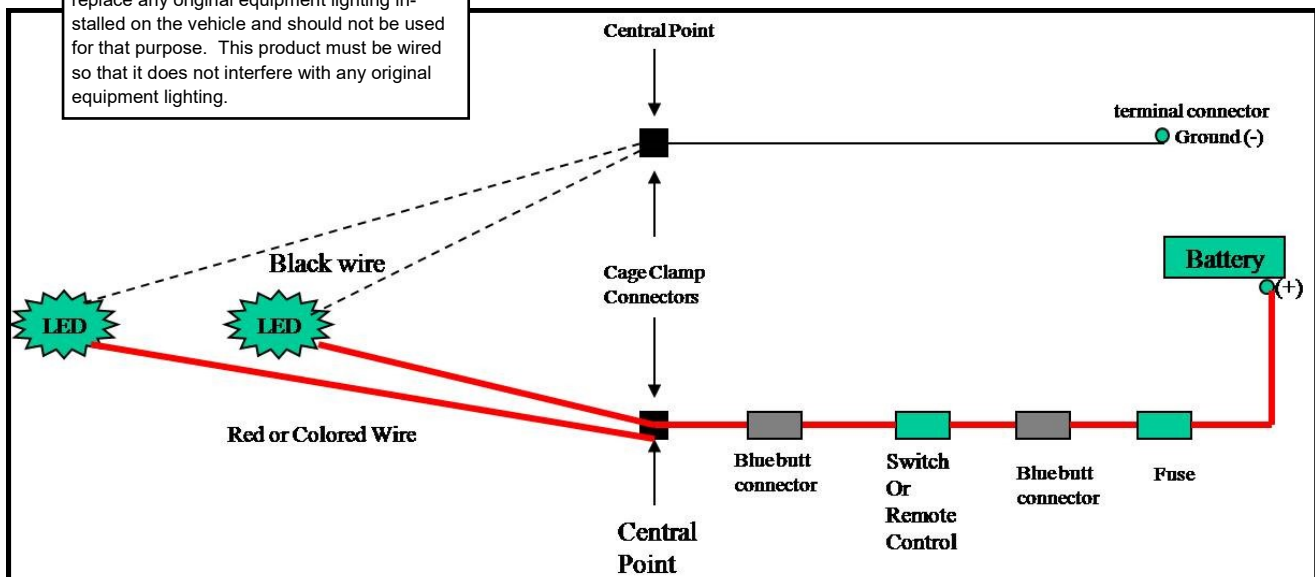 replace any original equipment lighting in-
stalled on the vehicle and should not be used
for that purpose.  This product must be wired
so that it does not interfere with any original
equipment lighting.
Central Point
terminal connector
Ground (-)
Black wire
Cage Clamp
Connectors
Battery
(+)
LED
LED
Red or Colored Wire
Blue butt
connector
Switch
Or
Remote
Control
Blue butt
connector
Fuse
Central
Point